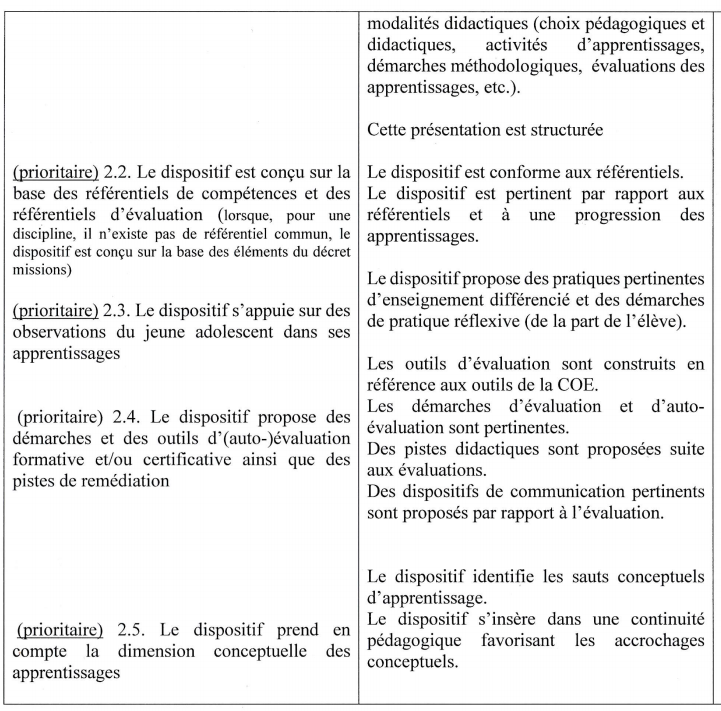 modalités didactiques (choix pédagogiques et
didactiques, activités d'apprentissages,
démarches méthodologiques, évaluations des
apprentissages, etc.).
Cette présentation est structurée
(prioritaire) 2.2. Le dispositif est conçu sur la
base des référentiels de compétences et des
référentiels d'évaluation (lorsque, pour une
discipline, il n'existe pas de référentiel commun, le
dispositif est conçu sur la base des éléments du décret
missions)
Le dispositif est conforme aux référentiels.
Le dispositif est pertinent par rapport aux
référentiels et à une progression des
apprentissages.
(prioritaire) 2.3. Le dispositif s'appuie sur des
observations du jeune adolescent dans ses
apprentissages
Le dispositif propose des pratiques pertinentes
d'enseignement différencié et des démarches
de pratique réflexive (de la part de l'élève).
(prioritaire) 2.4. Le dispositif propose des
démarches et des outils d'(auto-)évaluation
formative et/ou certificative ainsi que des
pistes de remédiation
Les outils d'évaluation sont construits en
référence aux outils de la COE.
Les démarches d'évaluation et d'auto-
évaluation sont pertinentes.
Des pistes didactiques sont proposées suite
aux évaluations.
Des dispositifs de communication pertinents
sont proposés par rapport à l'évaluation.
(prioritaire) 2.5. Le dispositif prend en
compte la dimension conceptuelle des
apprentissages
Le dispositif identifie les sauts conceptuels
d'apprentissage.
Le dispositif s'insère dans une continuité
pédagogique favorisant les accrochages
conceptuels.